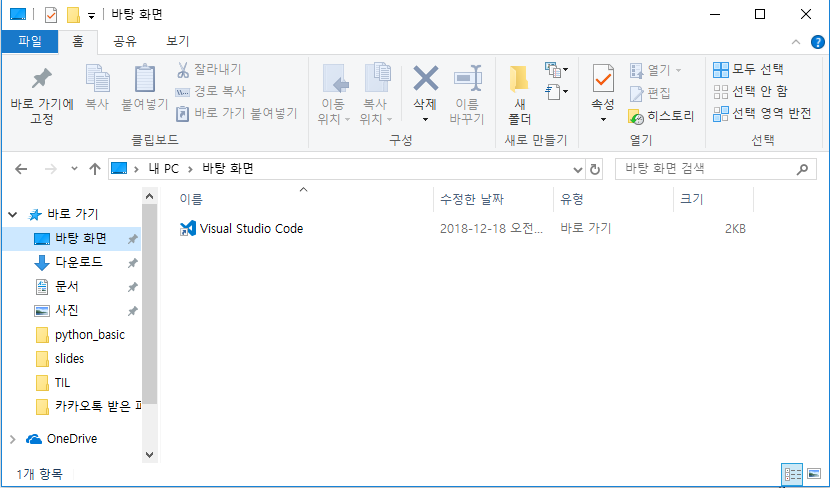 바탕 화면
파일 홈 공유 보기
바로 가기에 고정
복사
붙여넣기
잘라내기
경로 복사
바로 가기 붙여넣기
클립보드
이동 위치
복사 위치
삭제
이름 바꾸기
구성
새 폴더
새로 만들기
속성
열기
편집
히스토리
열기
모두 선택
선택 안 함
선택 영역 반전
선택
내 PC > 바탕 화면
바탕 화면 검색
이름 수정한 날짜 유형 크기
Visual Studio Code 2018-12-18 오전... 바로 가기 2KB
바로 가기
바탕 화면
다운로드
문서
사진
python_basic
slides
TIL
카카오톡 받은
OneDrive
1개 항목